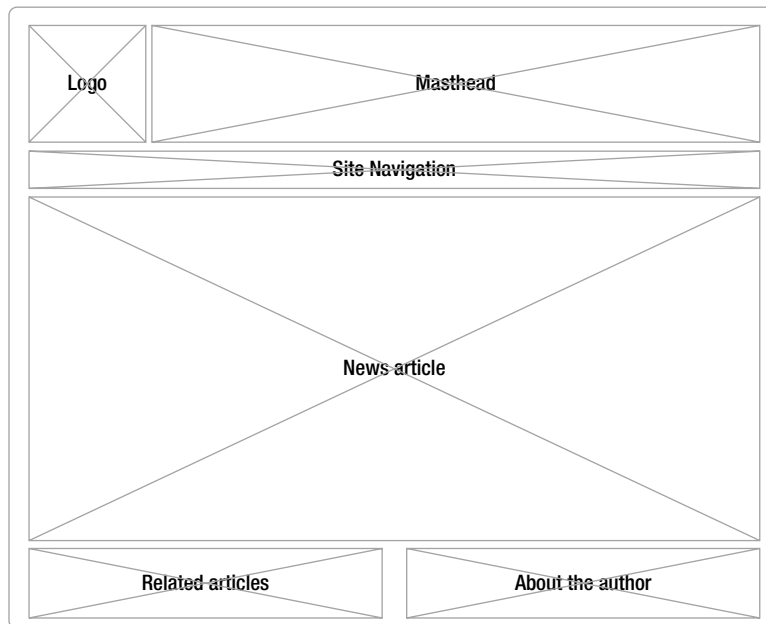 Logo
Masthead
Site Navigation
News article
Related articles
About the author